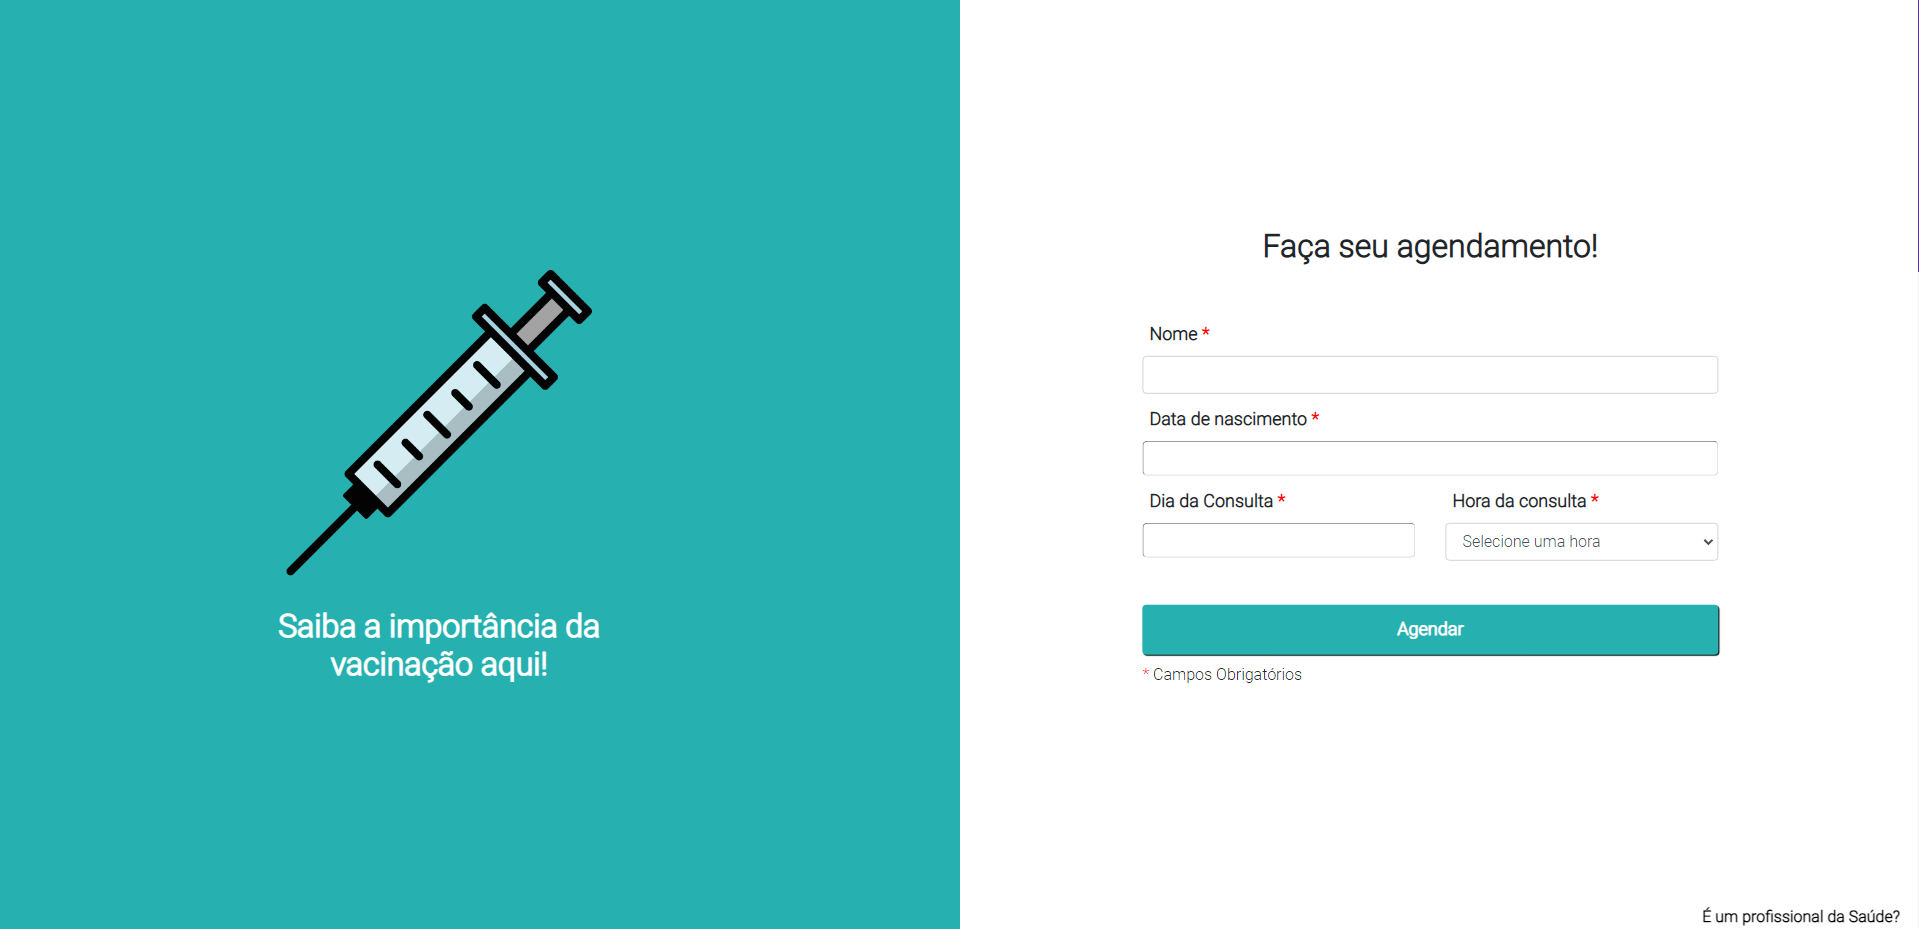 Saiba a importância da
vacinação aqui!
Faça seu agendamento!
Nome *
Data de nascimento *
Dia da Consulta *
Hora da consulta *
Selecione uma hora
Agendar
* Campos Obrigatórios
É um profissional da Saúde?